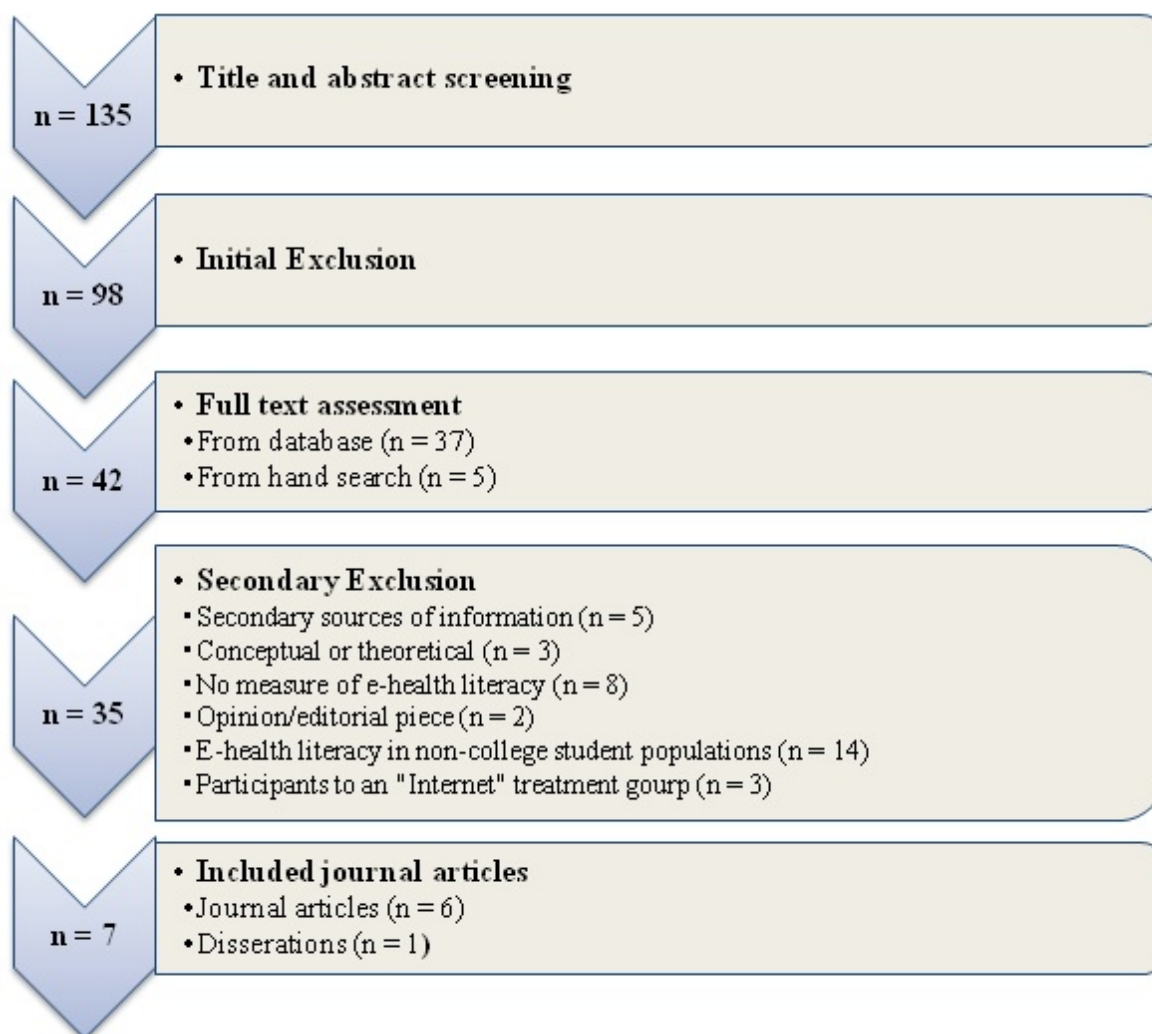 n = 135
• Title and abstract screening
n = 98
• Initial Exclusion
n = 42
• Full text assessment
•From database (n = 37)
•From hand search (n = 5)
n = 35
• Secondary Exclusion
▪Secondary sources of information (n = 5)
▪Conceptual or theoretical (n = 3)
▪No measure of e-health literacy (n = 8)
▪Opinion/editorial piece (n = 2)
▪E-health literacy in non-college student populations (n = 14)
▪Participants to an "Internet" treatment gourp (n = 3)
n = 7
• Included journal articles
•Journal articles (n = 6)
•Disserations (n = 1)